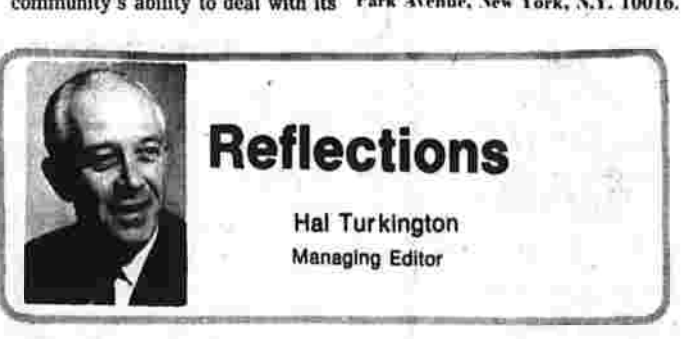 community's ability to deal with its
Park Avenue, New York, N.Y. 10016.
Reflections
Hal Turkington
Managing Editor